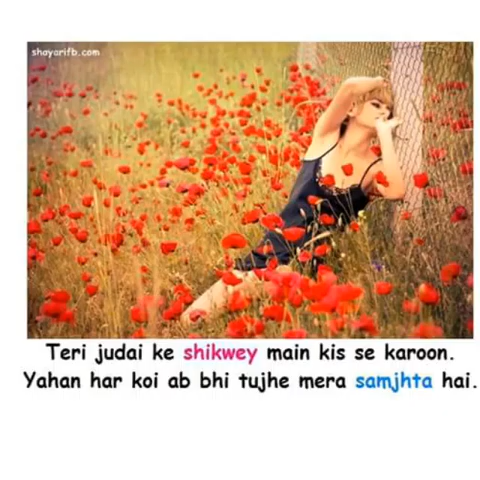 shayarifb.com
Teri judai ke shikwey main kis se karoon.
Yahan har koi ab bhi tujhe mera samjhta hai.